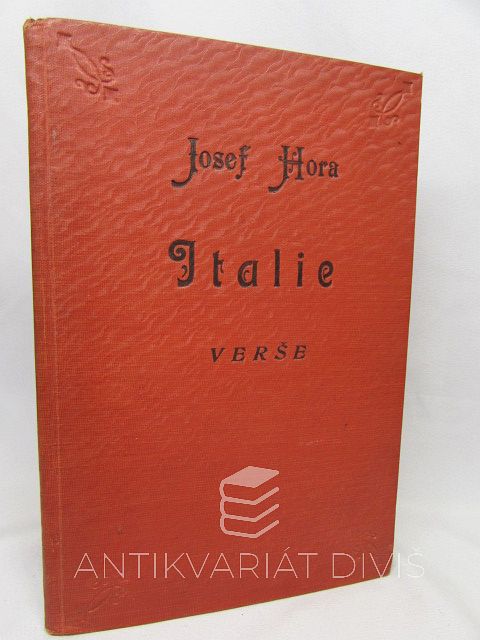 Josef Hora
Italie
VERŠE
ANTIKVARIÁT DIVIŠ